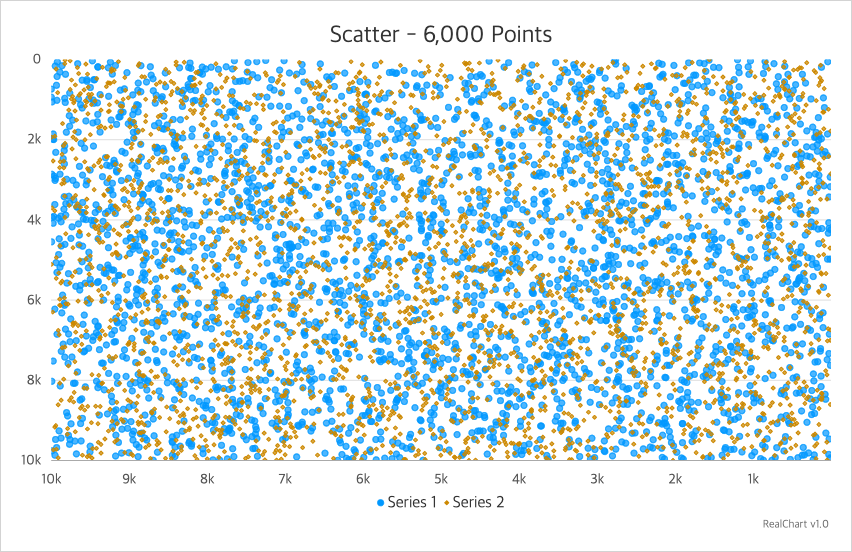 Scatter - 6,000 Points
0
2k
4k
6k
8k
10k
10k 9k 8k 7k 6k 5k 4k 3k 2k 1k
Series 1 Series 2
RealChart v1.0